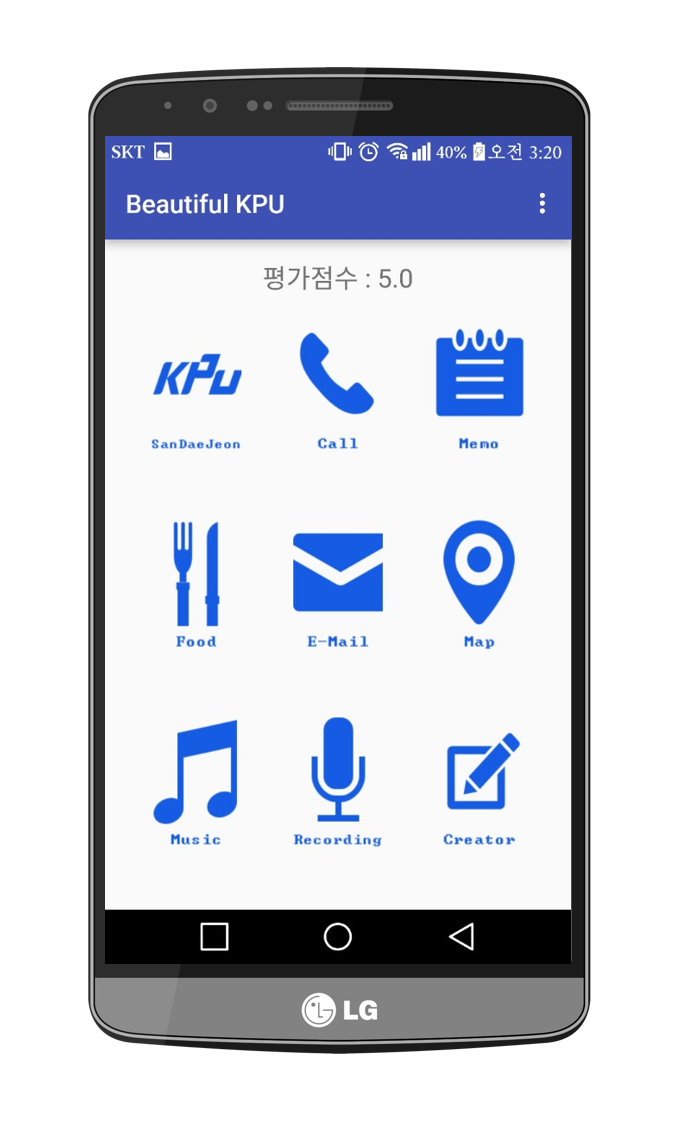 SKT 40% 오전 3:20
Beautiful KPU
평가점수 : 5.0
KPU
SanDaeJeon Call Memo
Food E-Mail Map
Music Recording Creator
LG LG